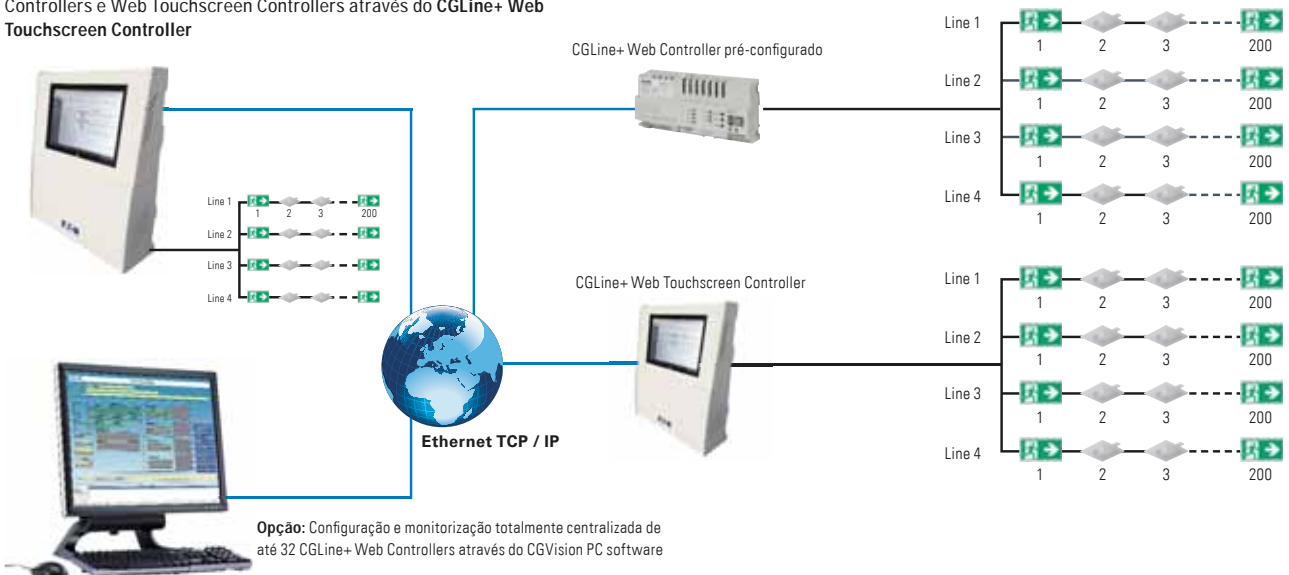 Controllers e Web Touchscreen Controllers através do CGLine+ Web
Touchscreen Controller
CGLine+ Web Controller pré-configurado
Line 1
1 2 3 200
Line 2
1 2 3 200
Line 3
1 2 3 200
Line 4
1 2 3 200
Line 1
1 2 3 200
Line 2
Line 3
Line 4
CGLine+ Web Touchscreen Controller
Line 1
1 2 3 200
Line 2
1 2 3 200
Line 3
1 2 3 200
Line 4
1 2 3 200
Ethernet TCP / IP
Opção: Configuração e monitorização totalmente centralizada de
até 32 CGLine+ Web Controllers através do CGVision PC software